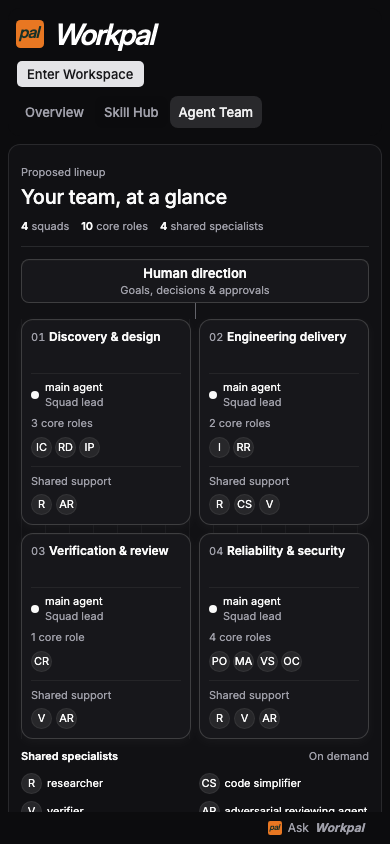 pal Workpal
Enter Workspace
Overview Skill Hub Agent Team
Proposed lineup
Your team, at a glance
4 squads 10 core roles 4 shared specialists
Human direction
Goals, decisions & approvals
01 Discovery & design
main agent
Squad lead
3 core roles
IC RD IP
Shared support
R AR
02 Engineering delivery
main agent
Squad lead
2 core roles
I RR
Shared support
R CS V
03 Verification & review
main agent
Squad lead
1 core role
CR
Shared support
V AR
04 Reliability & security
main agent
Squad lead
4 core roles
PO MA VS OC
Shared support
R V AR
Shared specialists On demand
R researcher CS code simplifier
V verifier AR adversarial reviewing agent
pal Ask Workpal